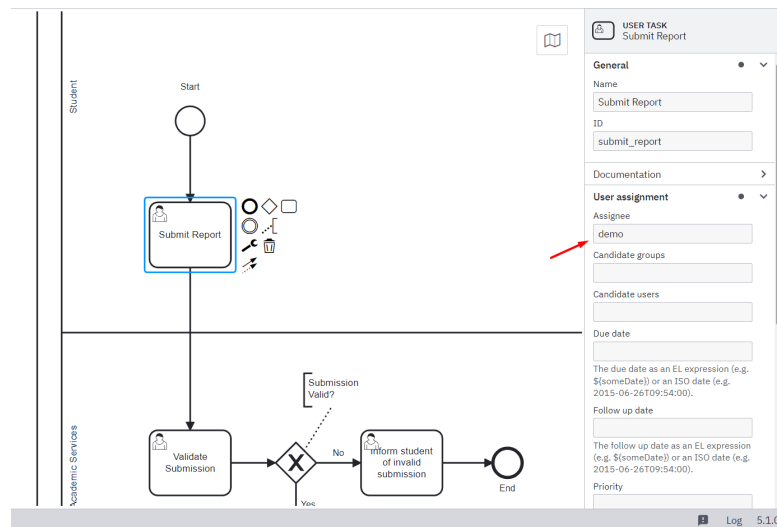 Student
Start
Submit Report
Academic Services
Submission
Valid?
Validate
Submission
No
Inform student
of invalid
submission
End
Yes
USER TASK
Submit Report
General
Name
Submit Report
ID
submit_report
Documentation
User assignment
Assignee
demo
Candidate groups
Candidate users
Due date
The due date as an EL expression (e.g.
${someDate}) or an ISO date (e.g.
2015-06-26T09:54:00).
Follow up date
The follow up date as an EL expression
(e.g. ${someDate}) or an ISO date (e.g.
2015-06-26T09:54:00).
Priority
Log 5.1.0